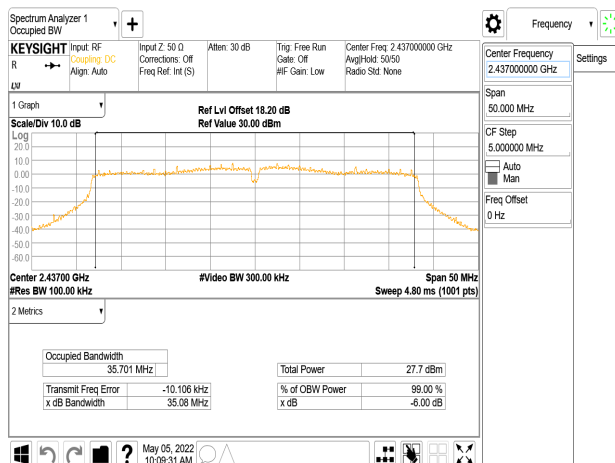 Spectrum Analyzer 1
Occupied BW
Frequency
KEYSIGHT
R
Input: RF
Coupling: DC
Align: Auto
Input Z: 50 Ω
Corrections: Off
Freq Ref: Int (S)
Atten: 30 dB
Trig: Free Run
Gate: Off
#IF Gain: Low
Center Freq: 2.437000000 GHz
Avg|Hold: 50/50
Radio Std: None
Center Frequency
2.437000000 GHz
Settings
Span
50.000 MHz
CF Step
5.000000 MHz
Auto
Man
Freq Offset
0 Hz
1 Graph
Scale/Div 10.0 dB
Ref Lvl Offset 18.20 dB
Ref Value 30.00 dBm
Log
20.0
10.0
0.00
-10.0
-20.0
-30.0
-40.0
-50.0
-60.0
Center 2.43700 GHz
#Res BW 100.00 kHz
#Video BW 300.00 kHz
Span 50 MHz
Sweep 4.80 ms (1001 pts)
2 Metrics
Occupied Bandwidth
35.701 MHz
Total Power 27.7 dBm
Transmit Freq Error -10.106 kHz
% of OBW Power 99.00 %
x dB Bandwidth 35.08 MHz
x dB -6.00 dB
?
May 05, 2022
10:09:31 AM